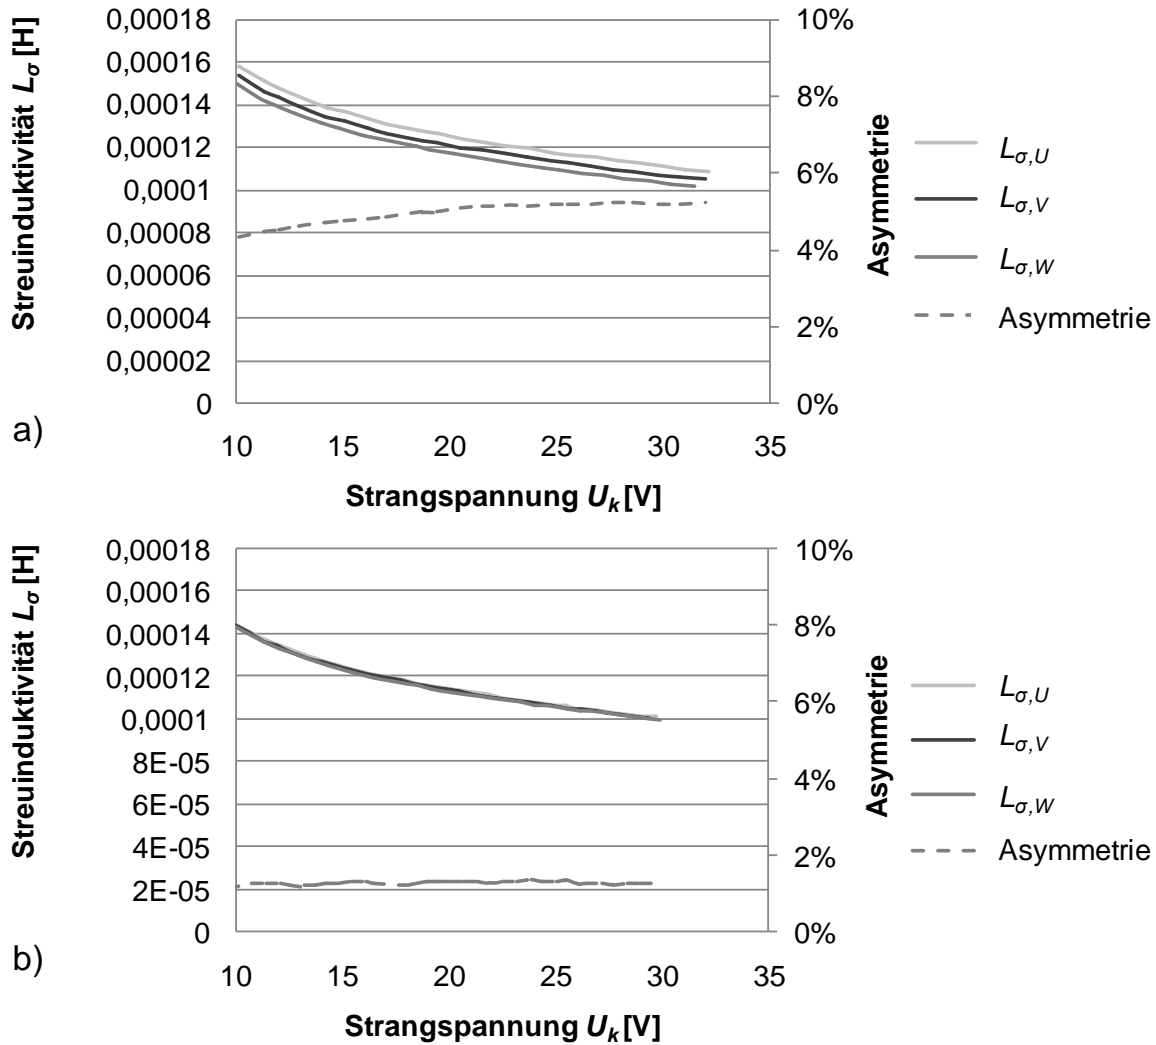 Streuinduktivität Lσ [H]
0,00018
0,00016
0,00014
0,00012
0,0001
0,00008
0,00006
0,00004
0,00002
0
10%
8%
6%
4%
2%
0%
Asymmetrie
Lσ,U
Lσ,V
Lσ,W
Asymmetrie
a)
10 15 20 25 30 35
Strangspannung Uk [V]
Streuinduktivität Lσ [H]
0,00018
0,00016
0,00014
0,00012
0,0001
8E-05
6E-05
4E-05
2E-05
0
10%
8%
6%
4%
2%
0%
Asymmetrie
Lσ,U
Lσ,V
Lσ,W
Asymmetrie
b)
10 15 20 25 30 35
Strangspannung Uk [V]